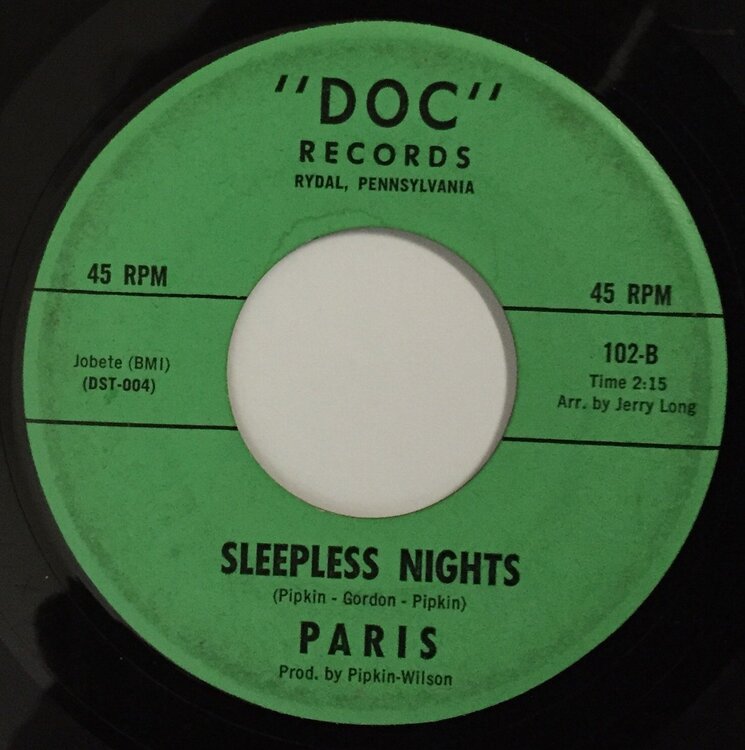 "DOC"
RECORDS
RYDAL, PENNSYLVANIA
45 RPM
45 RPM
Jobete (BMI)
(DST-004)
102-B
Time 2:15
Arr. by Jerry Long
SLEEPLESS NIGHTS
(Pipkin - Gordon - Pipkin)
PARIS
Prod. by Pipkin-Wilson